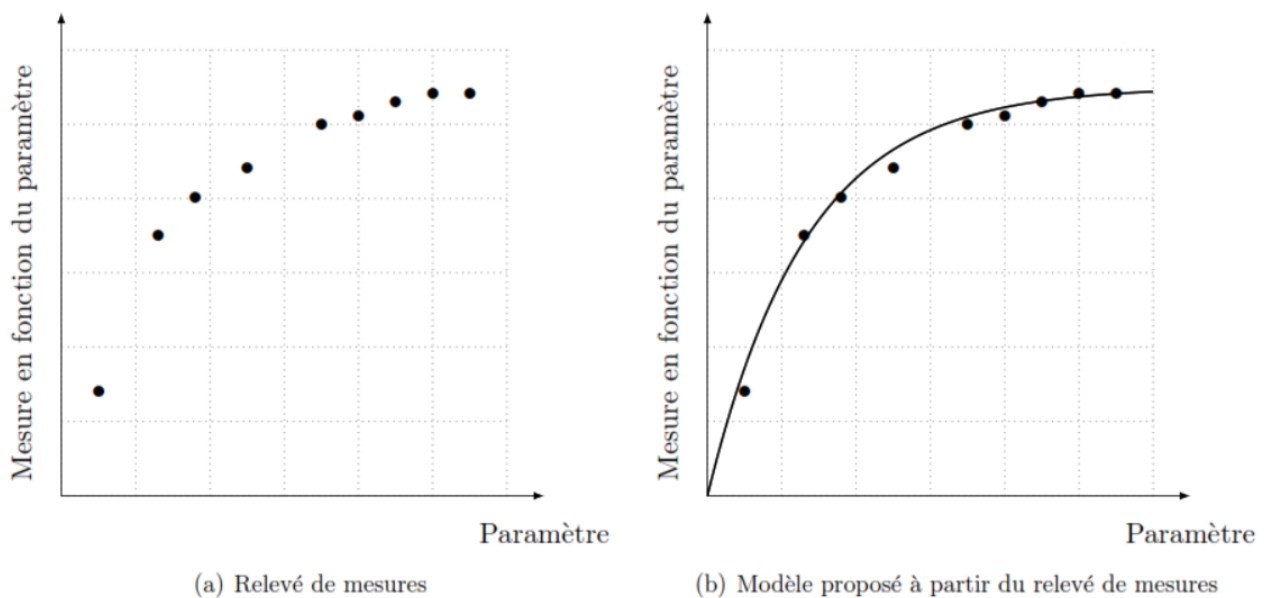 Mesure en fonction du paramètre
Paramètre
(a) Relevé de mesures
Mesure en fonction du paramètre
Paramètre
(b) Modèle proposé à partir du relevé de mesures